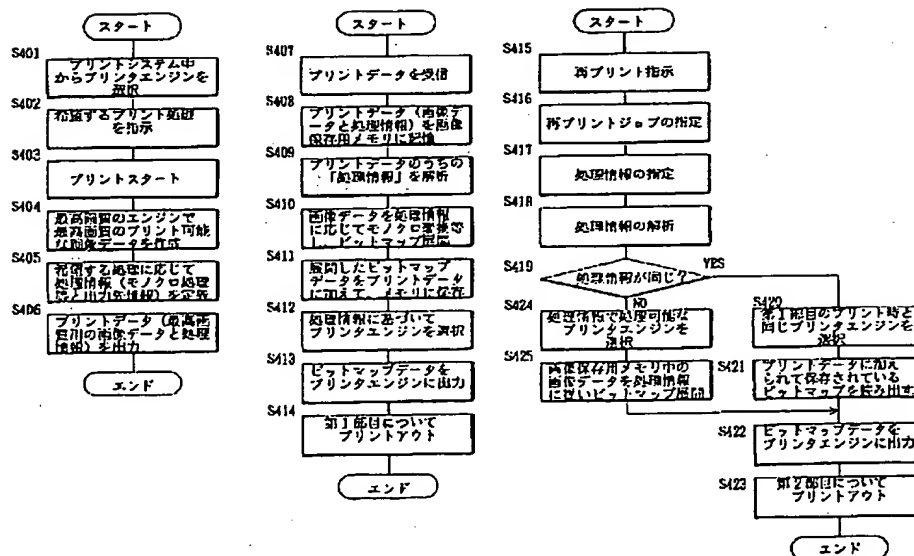 スタート
S401
プリントシステム中
からプリンタエンジンを
選択
S402
希望するプリント処理
を指示
S403
プリントスタート
S404
最高画質のエンジンで
最高画質のプリント可能
な画像データを作成
S405
希望する処理に応じて
処理情報(モノクロ処理
等と出力先情報)を定義
S406
プリントデータ(最高画
質用の画像データと処理
情報)を出力
エンド
スタート
S407
プリントデータを受信
S408
プリントデータ(画像デ
ータと処理情報)を画像
保存用メモリに記憶
S409
プリントデータのうちの
「処理情報」を解析
S410
画像データを処理情報
に応じてモノクロ変換等
し、ビットマップ展開
S411
展開したビットマップ
データをプリントデータ
に加えて、メモリに保存
S412
処理情報に基づいてプ
リンタエンジンを選択
S413
ビットマップデータを
プリンタエンジンに出力
S414
第1部目について
プリントアウト
エンド
スタート
S415
再プリント指示
S416
再プリントジョブの指定
S417
処理情報の指定
S418
処理情報の解析
S419
処理情報が同じ?
YES
NO
S424
処理情報で処理可能な
プリンタエンジンを
選択
S425
画像保存用メモリ中の
画像データを処理情報
に従いビットマップ展開
S420
第1部目のプリント時と
同じプリンタエンジンを
選択
S421
プリントデータに加え
られて保存されている
ビットマップを読み出す
S422
ビットマップデータを
プリンタエンジンに出力
S423
第2部目について
プリントアウト
エンド